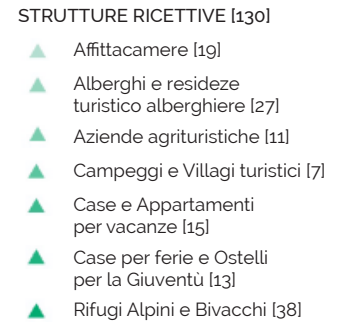 STRUTTURE RICETTIVE [130]
Affittacamere [19]
Alberghi e resideze
turistico alberghiere [27]
Aziende agrituristiche [11]
Campeggi e Villagi turistici [7]
Case e Appartamenti
per vacanze [15]
Case per ferie e Ostelli
per la Giuventù [13]
Rifugi Alpini e Bivacchi [38]